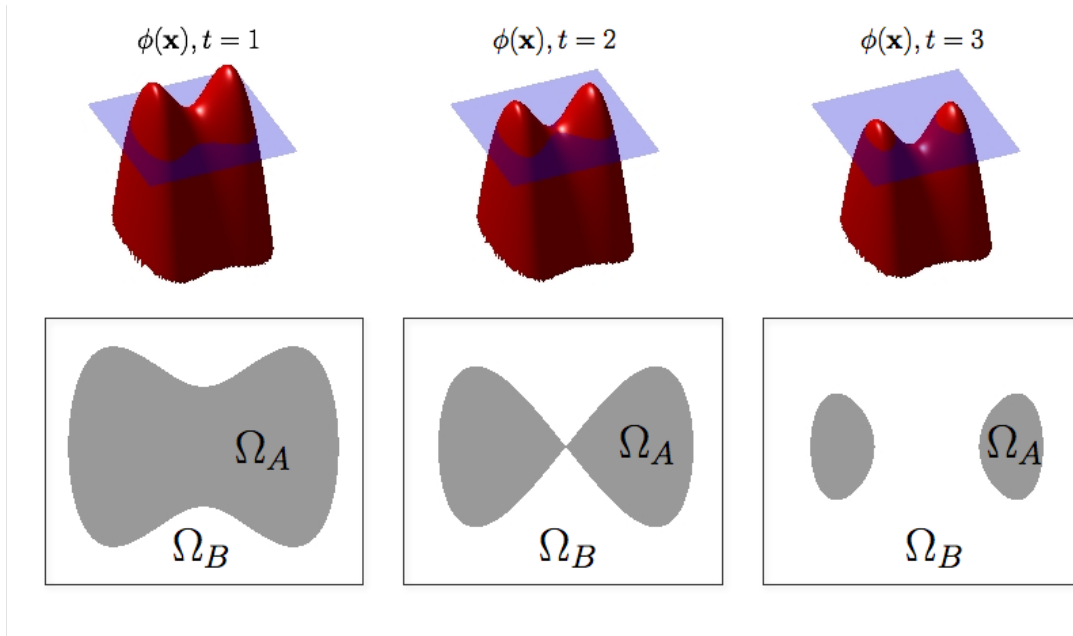 ϕ(𝐱), t = 1
ϕ(𝐱), t = 2
ϕ(𝐱), t = 3
Ω_A
Ω_B
Ω_A
Ω_B
Ω_A
Ω_B